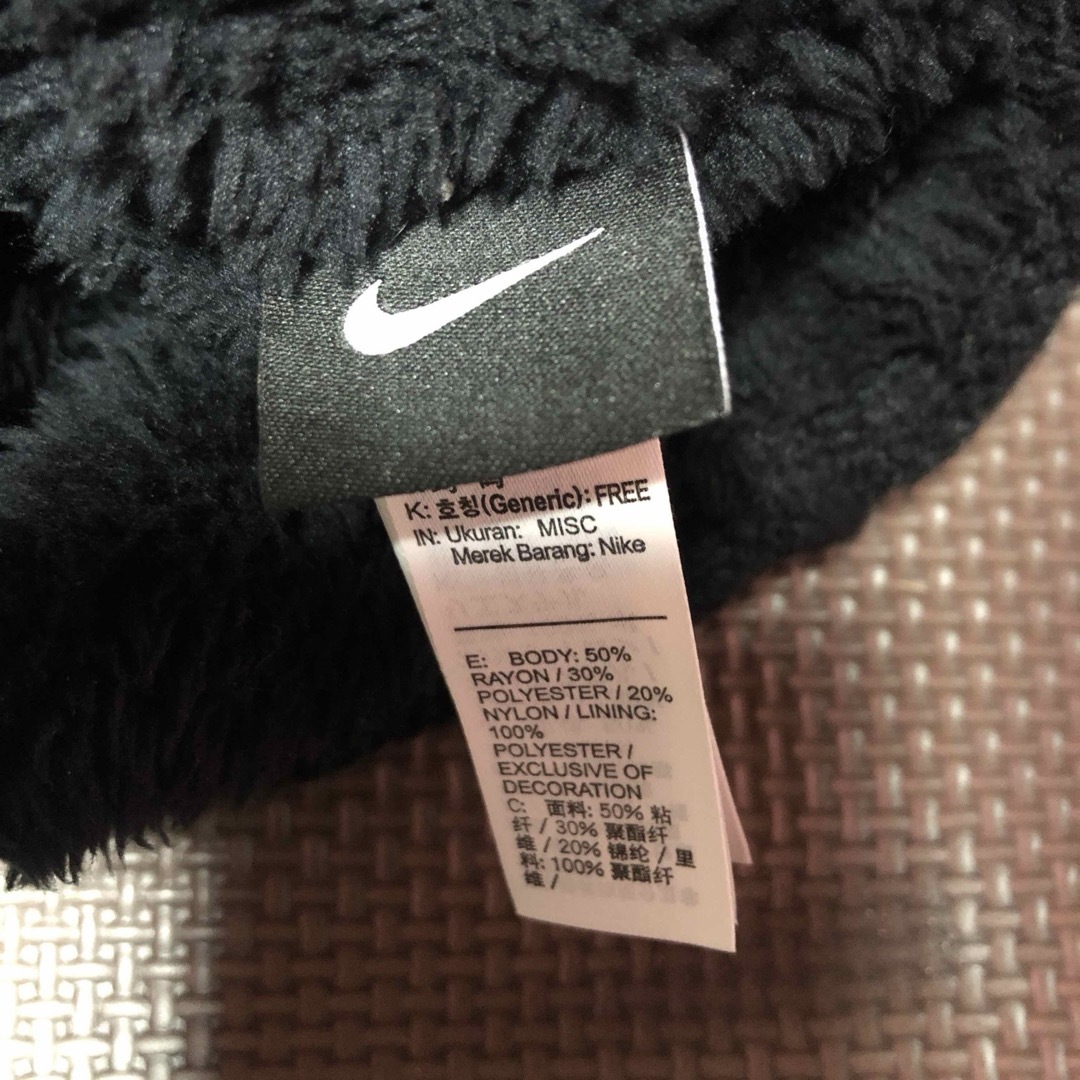 K: 호칭(Generic): FREE
IN: Ukuran: MISC
Merek Barang: Nike
E: BODY: 50%
RAYON / 30%
POLYESTER / 20%
NYLON / LINING:
100%
POLYESTER /
EXCLUSIVE OF
DECORATION
C: 面料: 50% 粘
纤 / 30% 聚酯纤
维 / 20% 锦纶 / 里
料: 100% 聚酯纤
维 /